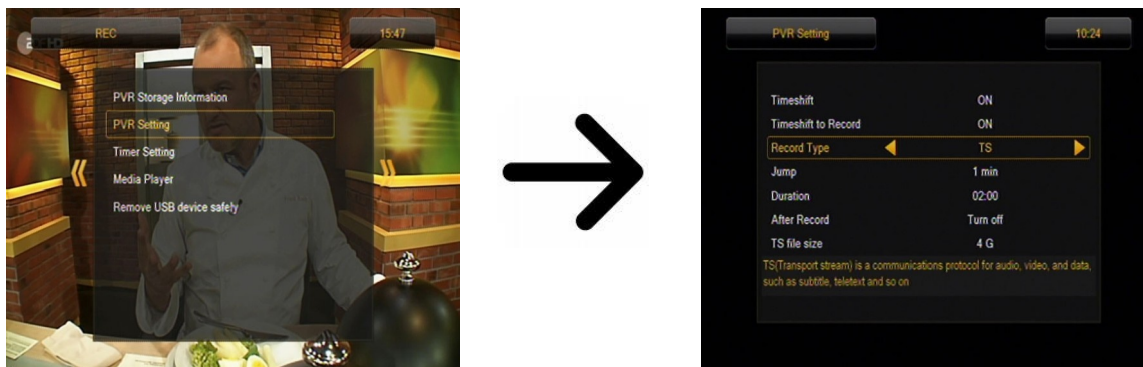 REC
15:47
PVR Storage Information
PVR Setting
Timer Setting
Media Player
Remove USB device safely
PVR Setting
10:24
Timeshift ON
Timeshift to Record ON
Record Type TS
Jump 1 min
Duration 02:00
After Record Turn off
TS file size 4 G
TS(Transport stream) is a communications protocol for audio, video, and data,
such as subtitle, teletext and so on